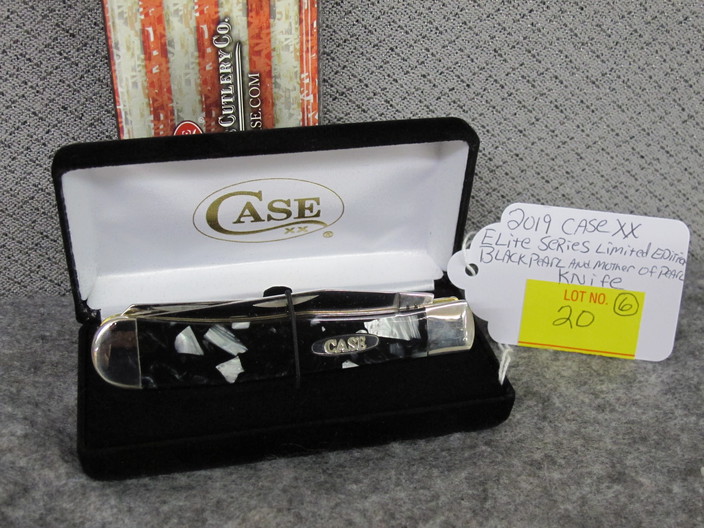 CUTLERY CO.
SE.COM
CASE
XX
®
CASE
2019 CASE XX
ELite SERIES Limited EDition
BLACK PEARL AND MOTHER OF PEARL
KNife
LOT NO. 6
20